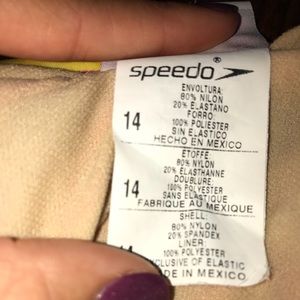 speedo®
ENVOLTURA:
80% NILON
20% ELASTANO
FORRO
100% POLIESTER
14
SIN ELASTICO
HECHO EN MEXICO
ETOFFE:
80% NYLON
20% ELASTHANNE
DOUBLURE:
14
100% POLYESTER
SANS ELASTIQUE
FABRIQUE AU MEXIQUE
SHELL:
80% NYLON
20% SPANDEX
LINER:
100% POLYESTER
EXCLUSIVE OF ELASTIC
MADE IN MEXICO